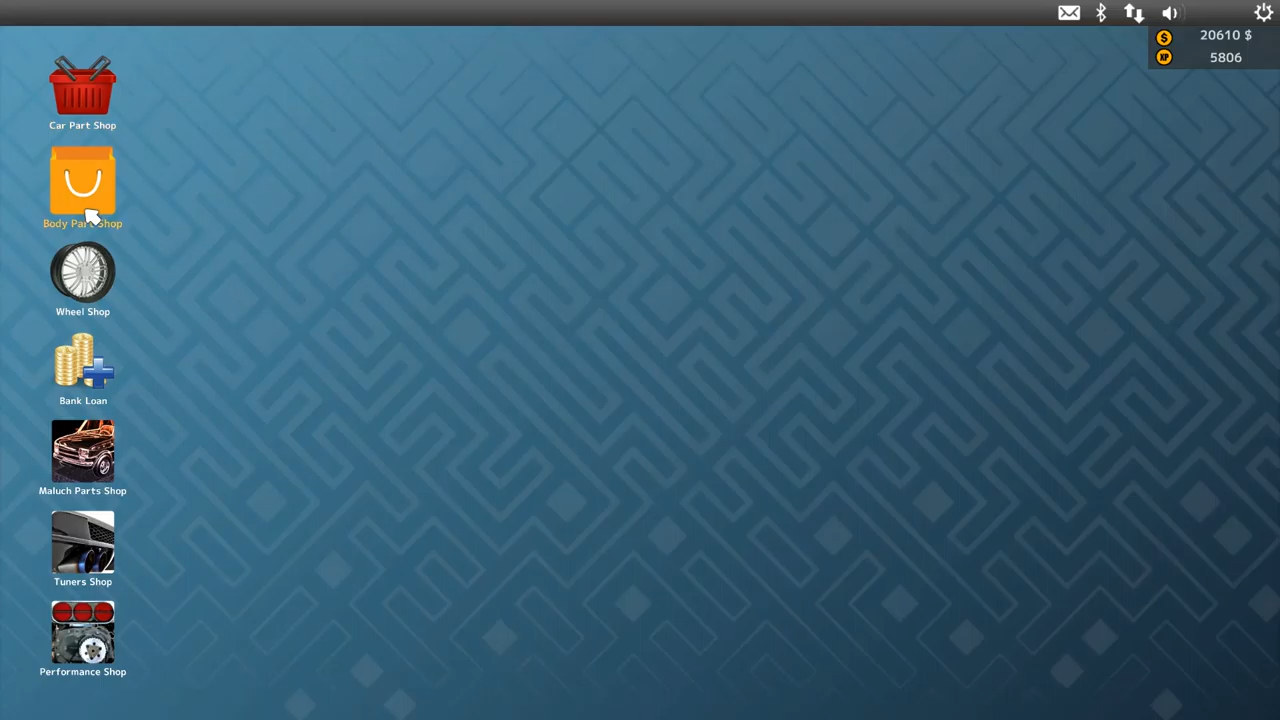 20610 $
XP 5806
Car Part Shop
Body Part Shop
Wheel Shop
Bank Loan
Maluch Parts Shop
Tuners Shop
Performance Shop